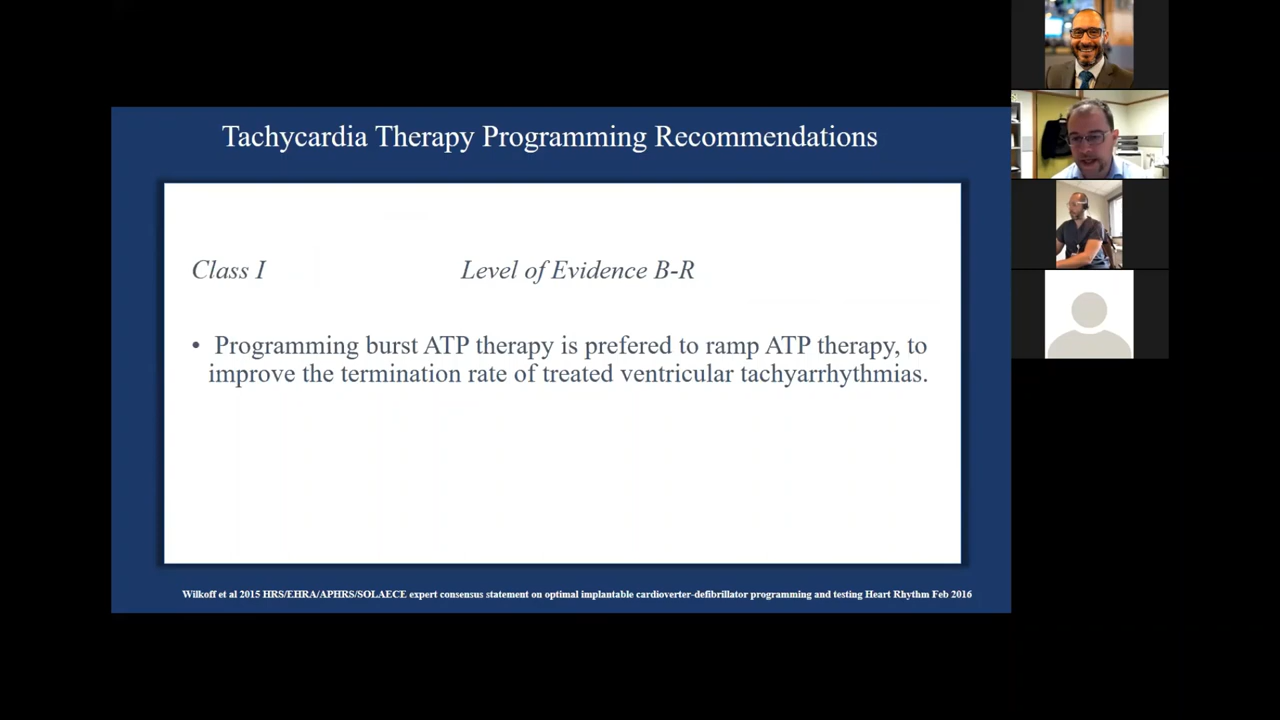 Tachycardia Therapy Programming Recommendations
Class I Level of Evidence B-R
• Programming burst ATP therapy is prefered to ramp ATP therapy, to
improve the termination rate of treated ventricular tachyarrhythmias.
Wilkoff et al 2015 HRS/EHRA/APHRS/SOLAECE expert consensus statement on optimal implantable cardioverter-defibrillator programming and testing Heart Rhythm Feb 2016